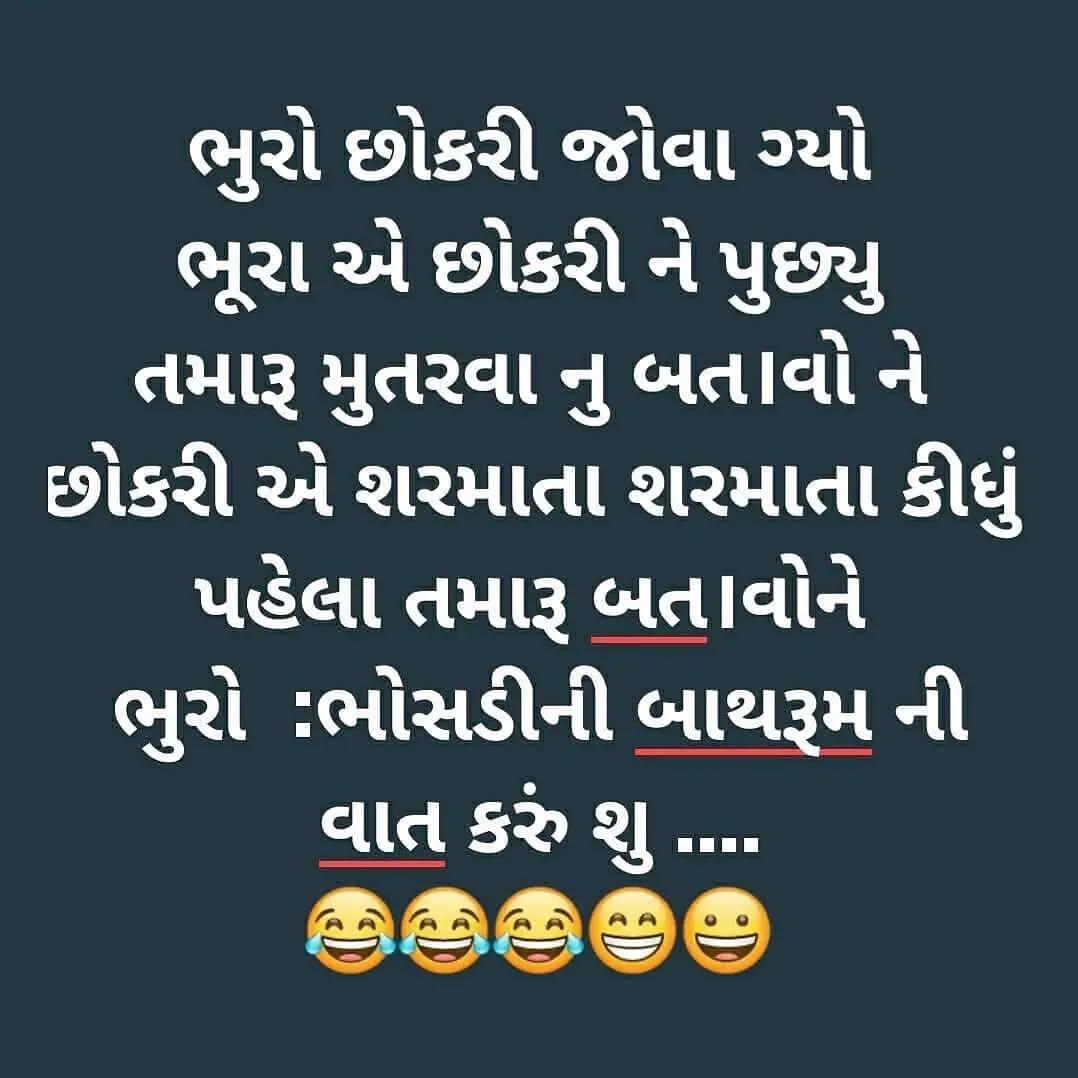 ભુરો છોકરી જોવા ગ્યો
ભૂરા એ છોકરી ને પુછ્યુ
તમારૂ મુતરવા નુ બત।વો ને
છોકરી એ શરમાતા શરમાતા કીધું
પહેલા તમારૂ બત।વોને
ભુરો :ભોસડીની બાથરૂમ ની
વાત કરું શુ ....
😂😂😂😁😀